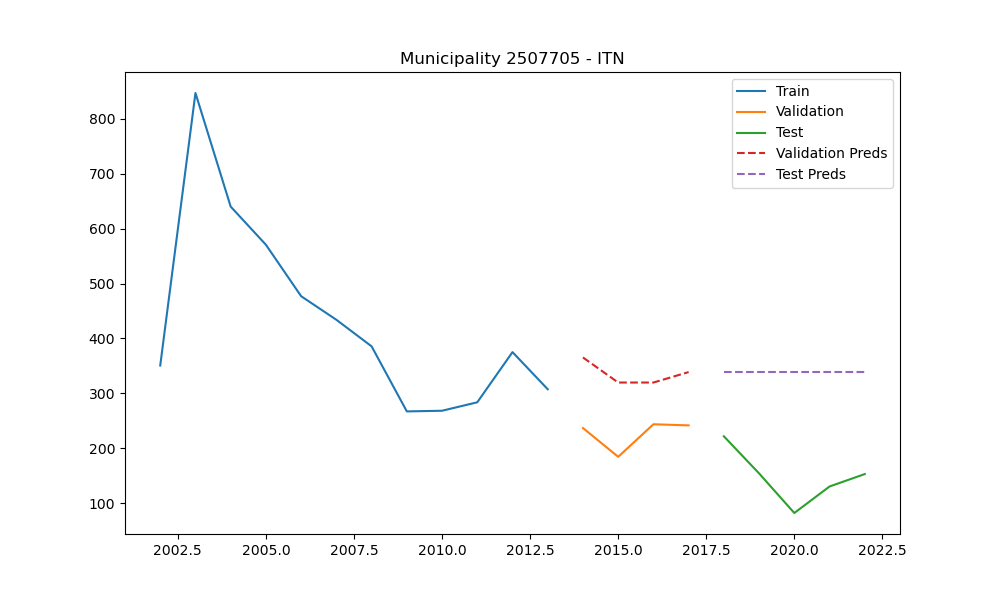 Municipality 2507705 - ITN
Train
Validation
Test
Validation Preds
Test Preds
800
700
600
500
400
300
200
100
2002.5 2005.0 2007.5 2010.0 2012.5 2015.0 2017.5 2020.0 2022.5